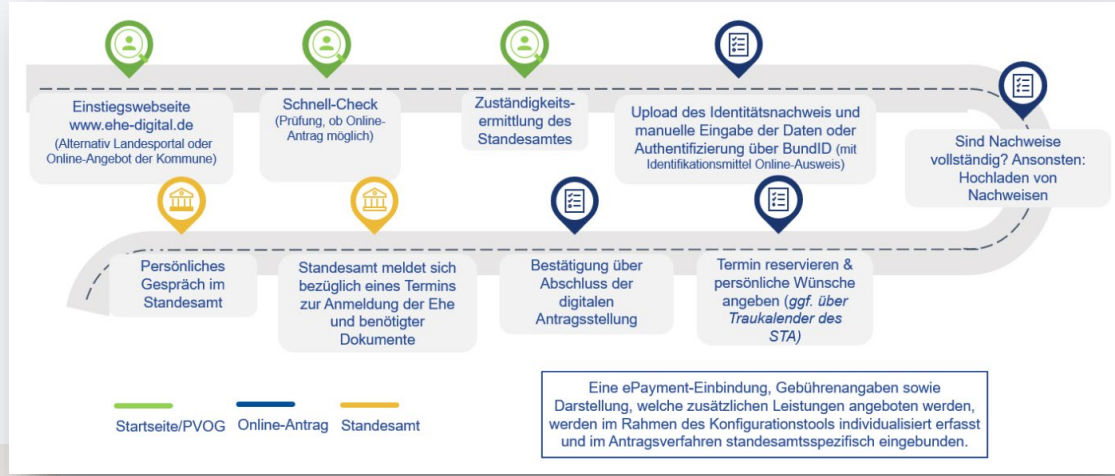 Einstiegswebseite
www.ehe-digital.de
(Alternativ Landesportal oder
Online-Angebot der Kommune)
Schnell-Check
(Prüfung, ob Online-
Antrag möglich)
Zuständigkeits-
ermittlung des
Standesamtes
Upload des Identitätsnachweis und
manuelle Eingabe der Daten oder
Authentifizierung über BundID (mit
Identifikationsmittel Online-Ausweis)
Sind Nachweise
vollständig? Ansonsten:
Hochladen von
Nachweisen
Termin reservieren &
persönliche Wünsche
angeben (ggf. über
Traukalender des
STA)
Bestätigung über
Abschluss der
digitalen
Antragsstellung
Standesamt meldet sich
bezüglich eines Termins
zur Anmeldung der Ehe
und benötigter
Dokumente
Persönliches
Gespräch im
Standesamt
Startseite/PVOG
Online-Antrag
Standesamt
Eine ePayment-Einbindung, Gebührenangaben sowie
Darstellung, welche zusätzlichen Leistungen angeboten werden,
werden im Rahmen des Konfigurationstools individualisiert erfasst
und im Antragsverfahren standesamtsspezifisch eingebunden.